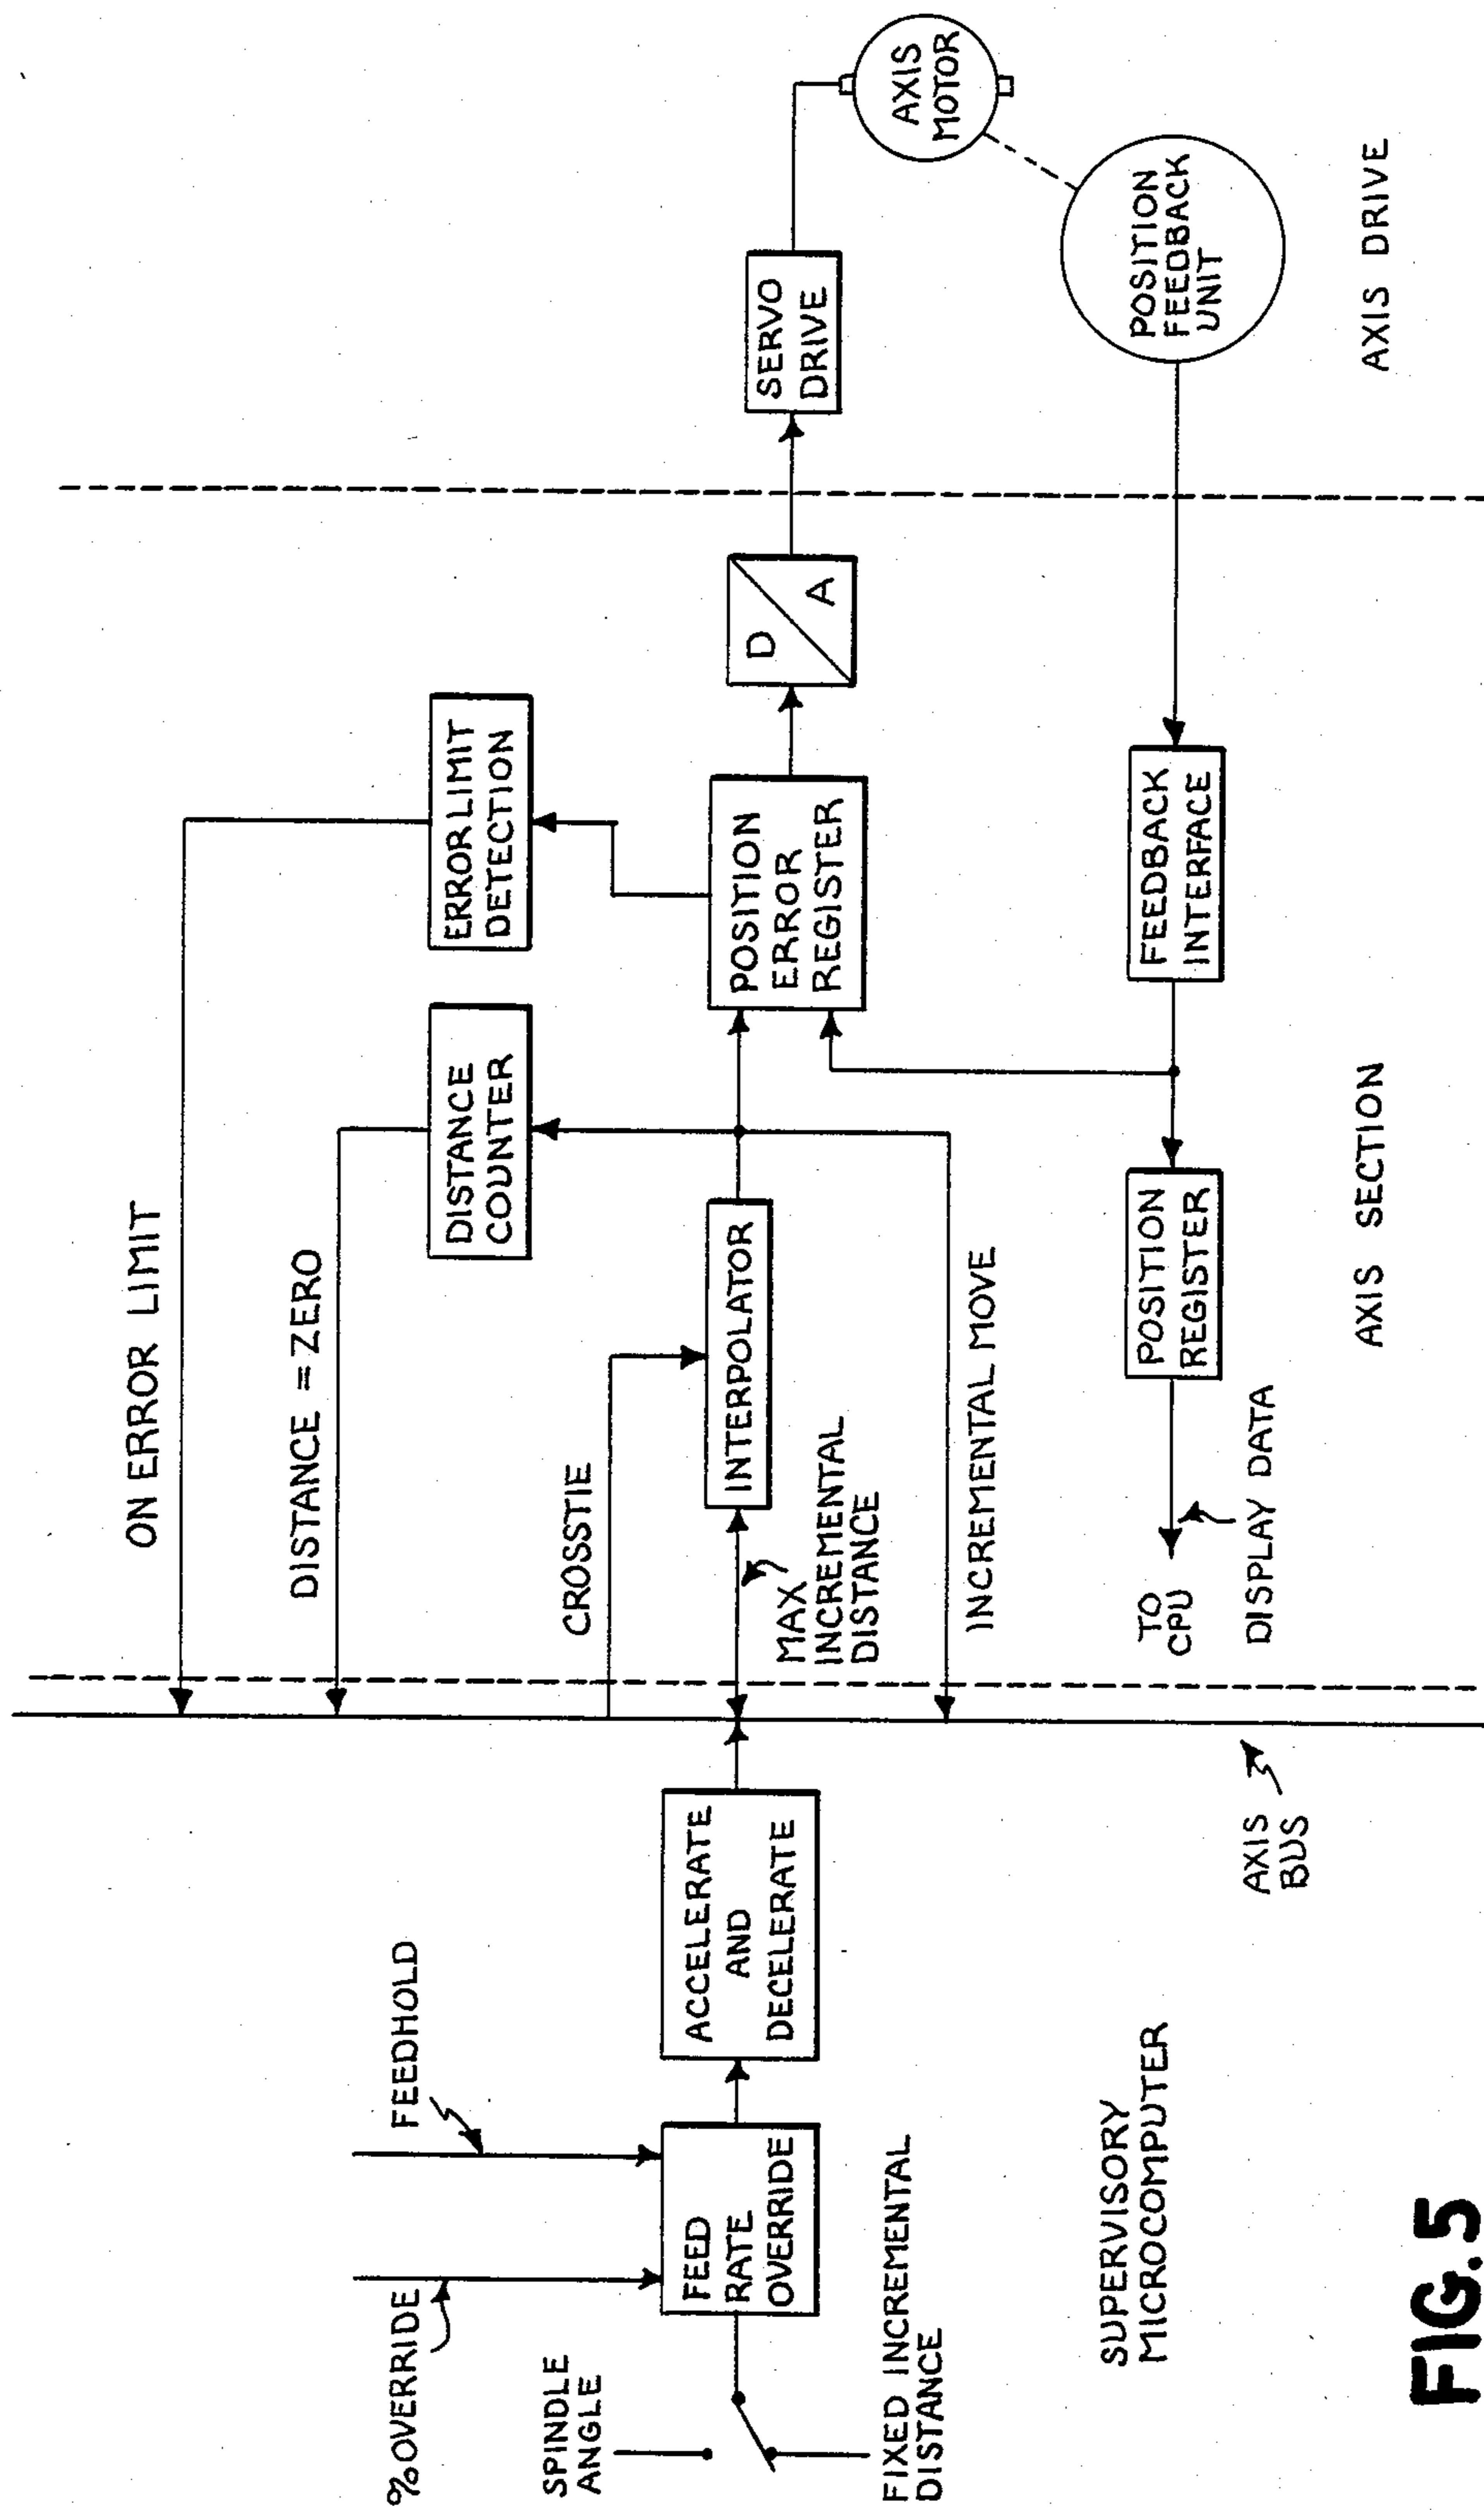 %OVERRIDE
FEEDHOLD
SPINDLE
ANGLE
FIXED INCREMENTAL
DISTANCE
FEED
RATE
OVERRIDE
ACCELERATE
AND
DECELERATE
SUPERVISORY
MICROCOMPUTER
AXIS
BUS
ON ERROR LIMIT
DISTANCE = ZERO
CROSSTIE
MAX
INCREMENTAL
DISTANCE
INTERPOLATOR
INCREMENTAL MOVE
DISTANCE
COUNTER
ERROR LIMIT
DETECTION
POSITION
ERROR
REGISTER
D
A
TO
CPU
DISPLAY DATA
POSITION
REGISTER
FEEDBACK
INTERFACE
AXIS SECTION
SERVO
DRIVE
AXIS
MOTOR
POSITION
FEEDBACK
UNIT
AXIS DRIVE
FIG.5